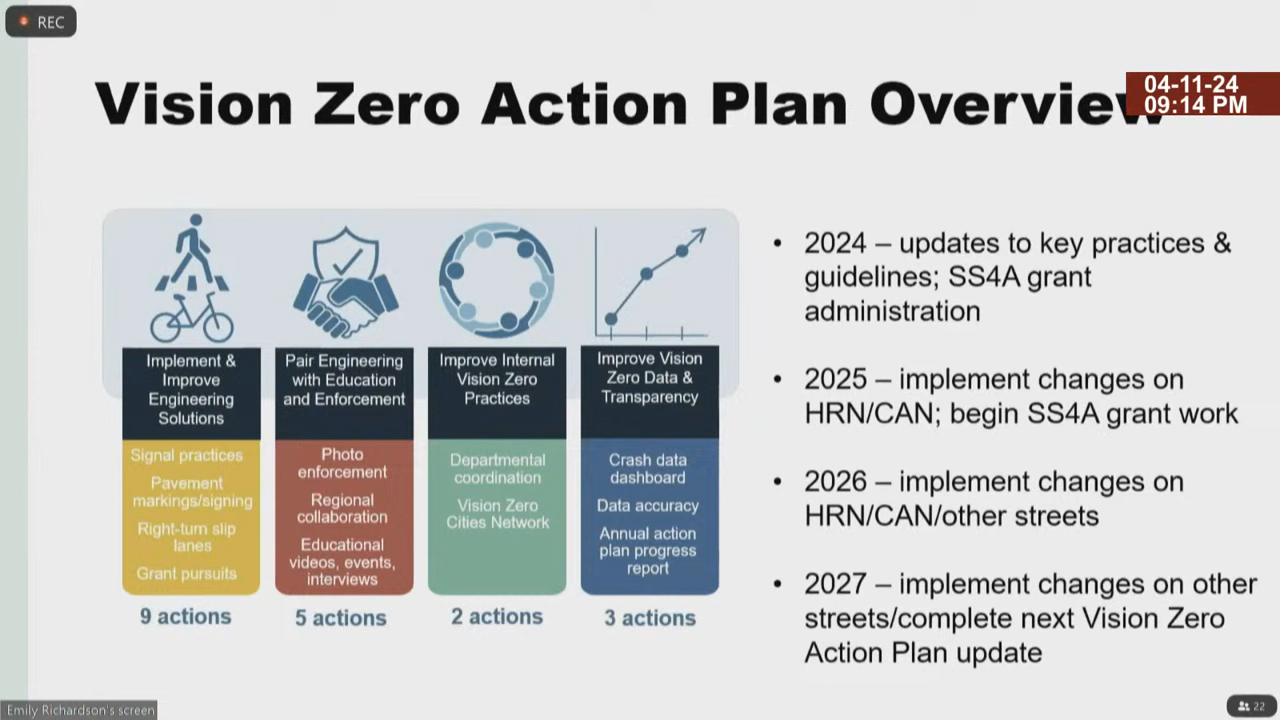 REC
Vision Zero Action Plan Overview
04-11-24
09:14 PM
Implement &
Improve
Engineering
Solutions
Signal practices
Pavement
markings/signing
Right-turn slip
lanes
Grant pursuits
9 actions
Pair Engineering
with Education
and Enforcement
Photo
enforcement
Regional
collaboration
Educational
videos, events,
interviews
5 actions
Improve Internal
Vision Zero
Practices
Departmental
coordination
Vision Zero
Cities Network
2 actions
Improve Vision
Zero Data &
Transparency
Crash data
dashboard
Data accuracy
Annual action
plan progress
report
3 actions
• 2024 – updates to key practices &
guidelines; SS4A grant
administration
• 2025 – implement changes on
HRN/CAN; begin SS4A grant work
• 2026 – implement changes on
HRN/CAN/other streets
• 2027 – implement changes on other
streets/complete next Vision Zero
Action Plan update
Emily Richardson's screen
22